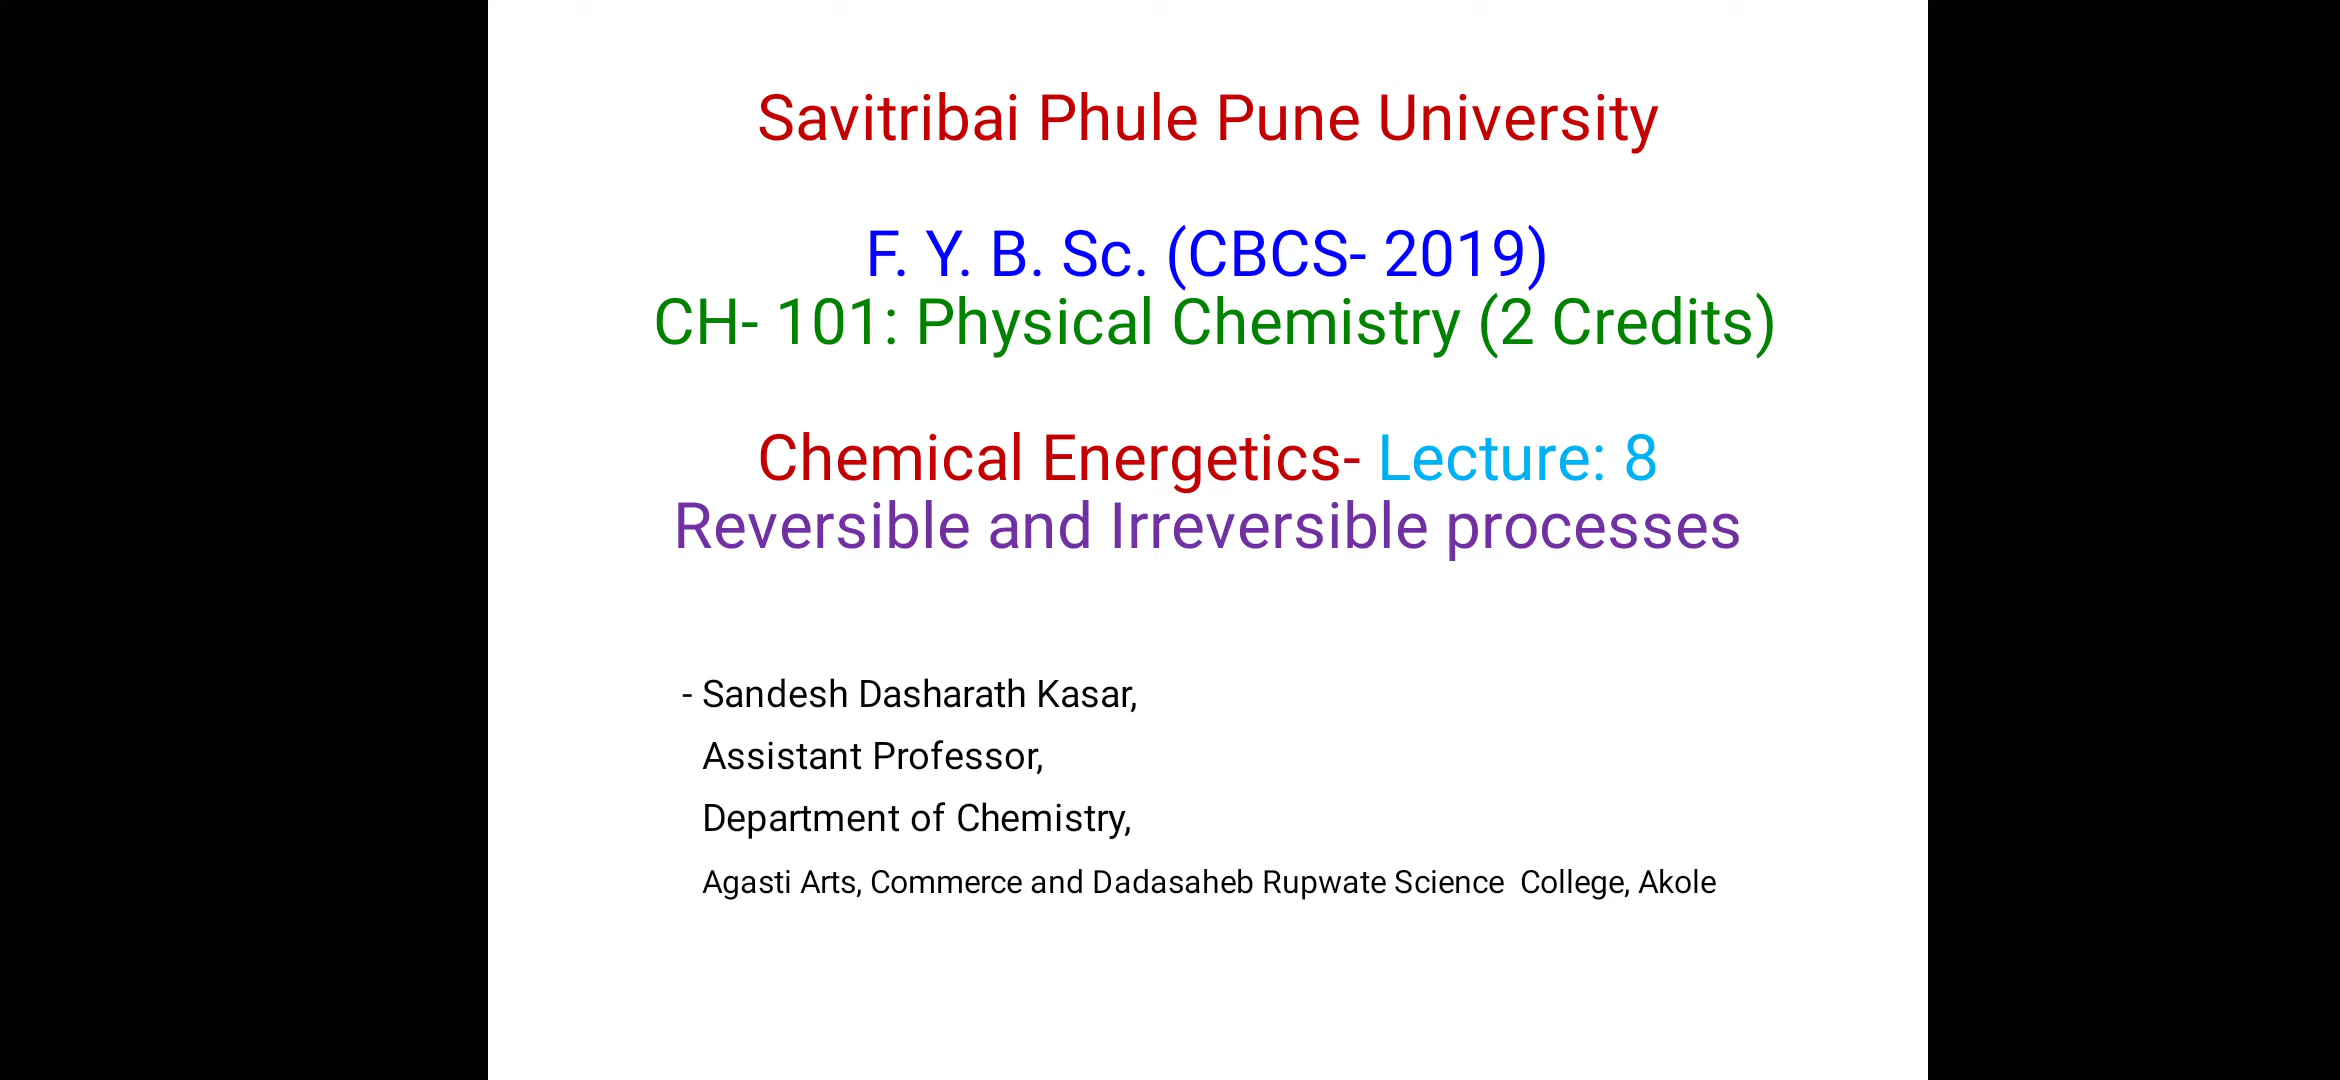 Savitribai Phule Pune University
F. Y. B. Sc. (CBCS- 2019)
CH- 101: Physical Chemistry (2 Credits)
Chemical Energetics- Lecture: 8
Reversible and Irreversible processes
- Sandesh Dasharath Kasar,
Assistant Professor,
Department of Chemistry,
Agasti Arts, Commerce and Dadasaheb Rupwate Science  College, Akole